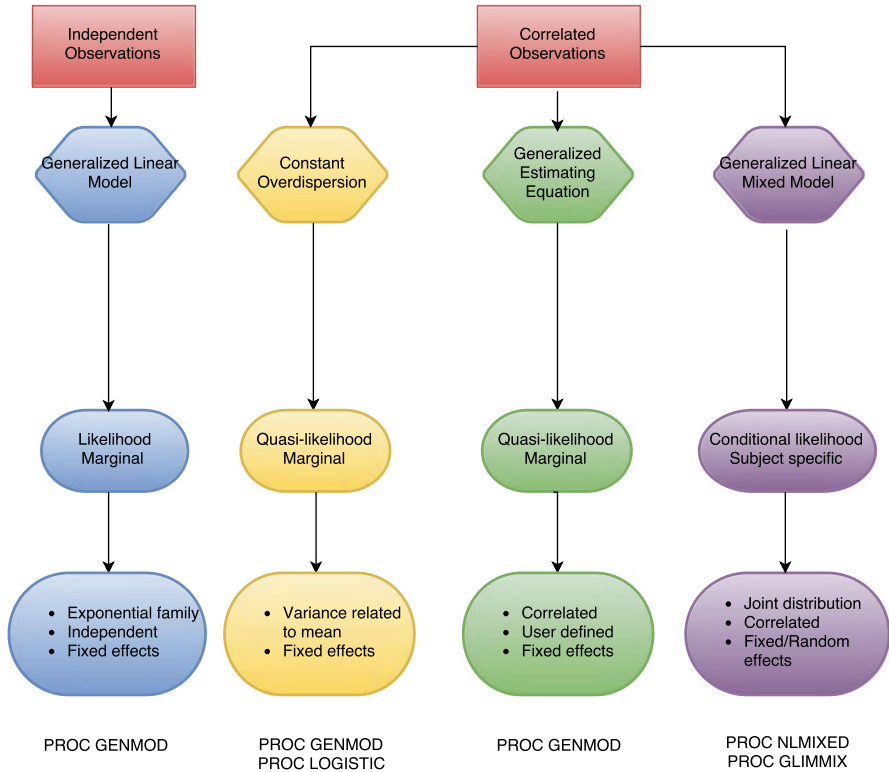 Independent
Observations
Correlated
Observations
Generalized Linear
Model
Constant
Overdispersion
Generalized
Estimating
Equation
Generalized Linear
Mixed Model
Likelihood
Marginal
Quasi-likelihood
Marginal
Quasi-likelihood
Marginal
Conditional likelihood
Subject specific
• Exponential family
• Independent
• Fixed effects
• Variance related
to mean
• Fixed effects
• Correlated
• User defined
• Fixed effects
• Joint distribution
• Correlated
• Fixed/Random
effects
PROC GENMOD
PROC GENMOD
PROC LOGISTIC
PROC GENMOD
PROC NLMIXED
PROC GLIMMIX